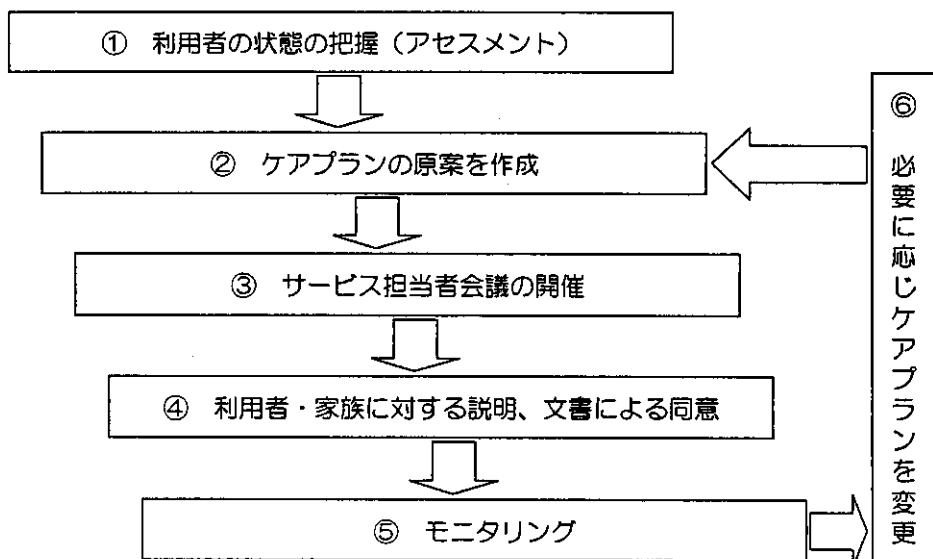 ① 利用者の状態の把握（アセスメント）
② ケアプランの原案を作成
③ サービス担当者会議の開催
④ 利用者・家族に対する説明、文書による同意
⑤ モニタリング
⑥ 必要に応じケアプランを変更